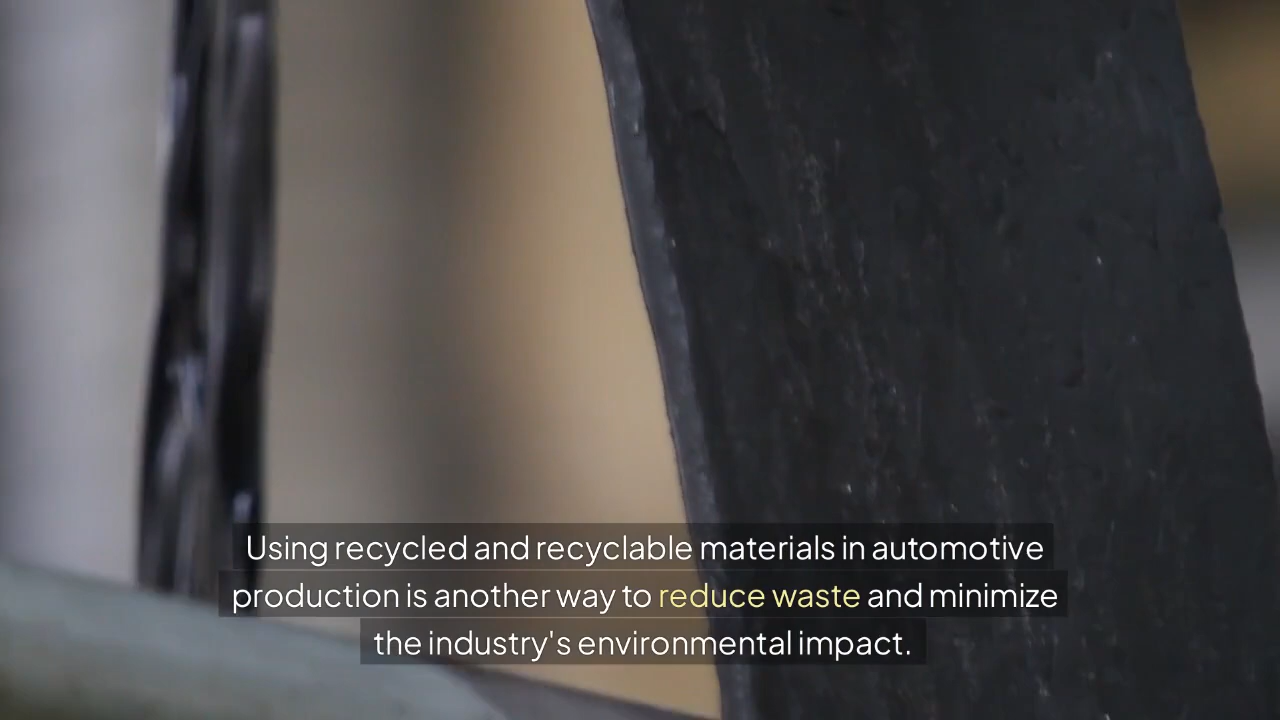 Using recycled and recyclable materials in automotive
production is another way to reduce waste and minimize
the industry's environmental impact.